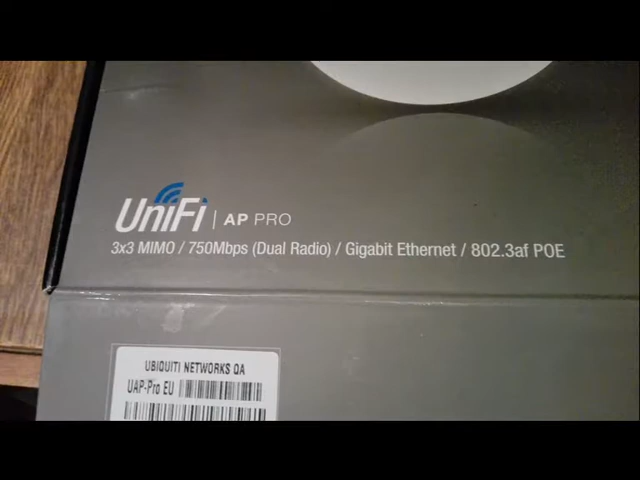 UniFi | AP PRO
3x3 MIMO / 750Mbps (Dual Radio) / Gigabit Ethernet / 802.3af POE
UBIQUITI NETWORKS QA
UAP-Pro EU